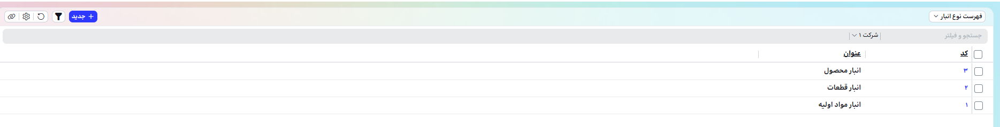 فهرست نوع انبار
+ جدید
جستجو و فیلتر
شرکت ۱
کد عنوان
۳ انبار محصول
۲ انبار قطعات
۱ انبار مواد اولیه